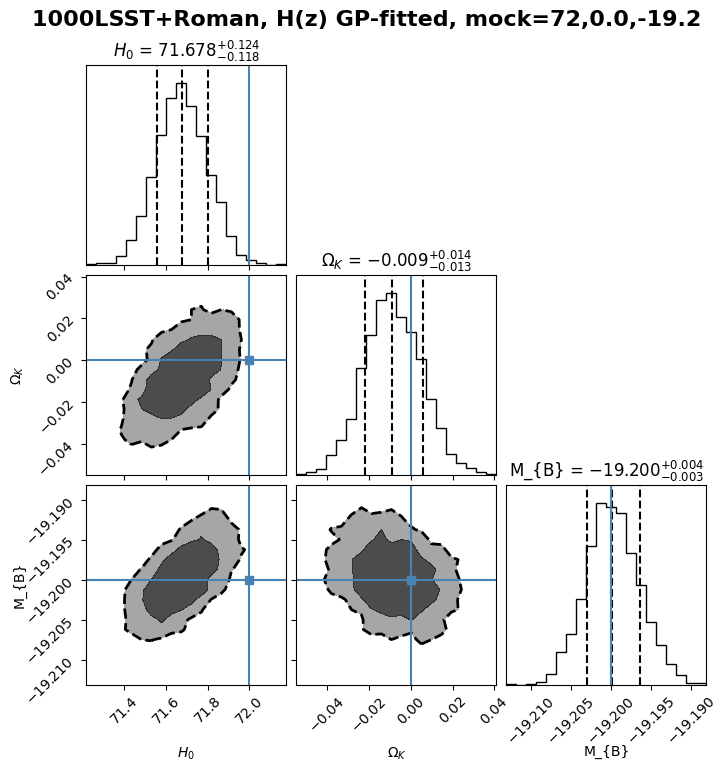 1000LSST+Roman, H(z) GP-fitted, mock=72,0.0,-19.2
H₀ = 71.678^{+0.124}_{−0.118}
Ω_K = −0.009^{+0.014}_{−0.013}
0.04
0.02
0.00
−0.02
−0.04
Ω_K
M_{B} = −19.200^{+0.004}_{−0.003}
−19.190
−19.195
−19.200
−19.205
−19.210
M_{B}
71.4 71.6 71.8 72.0
−0.04 −0.02 0.00 0.02 0.04
−19.210 −19.205 −19.200 −19.195 −19.190
H₀ Ω_K M_{B}